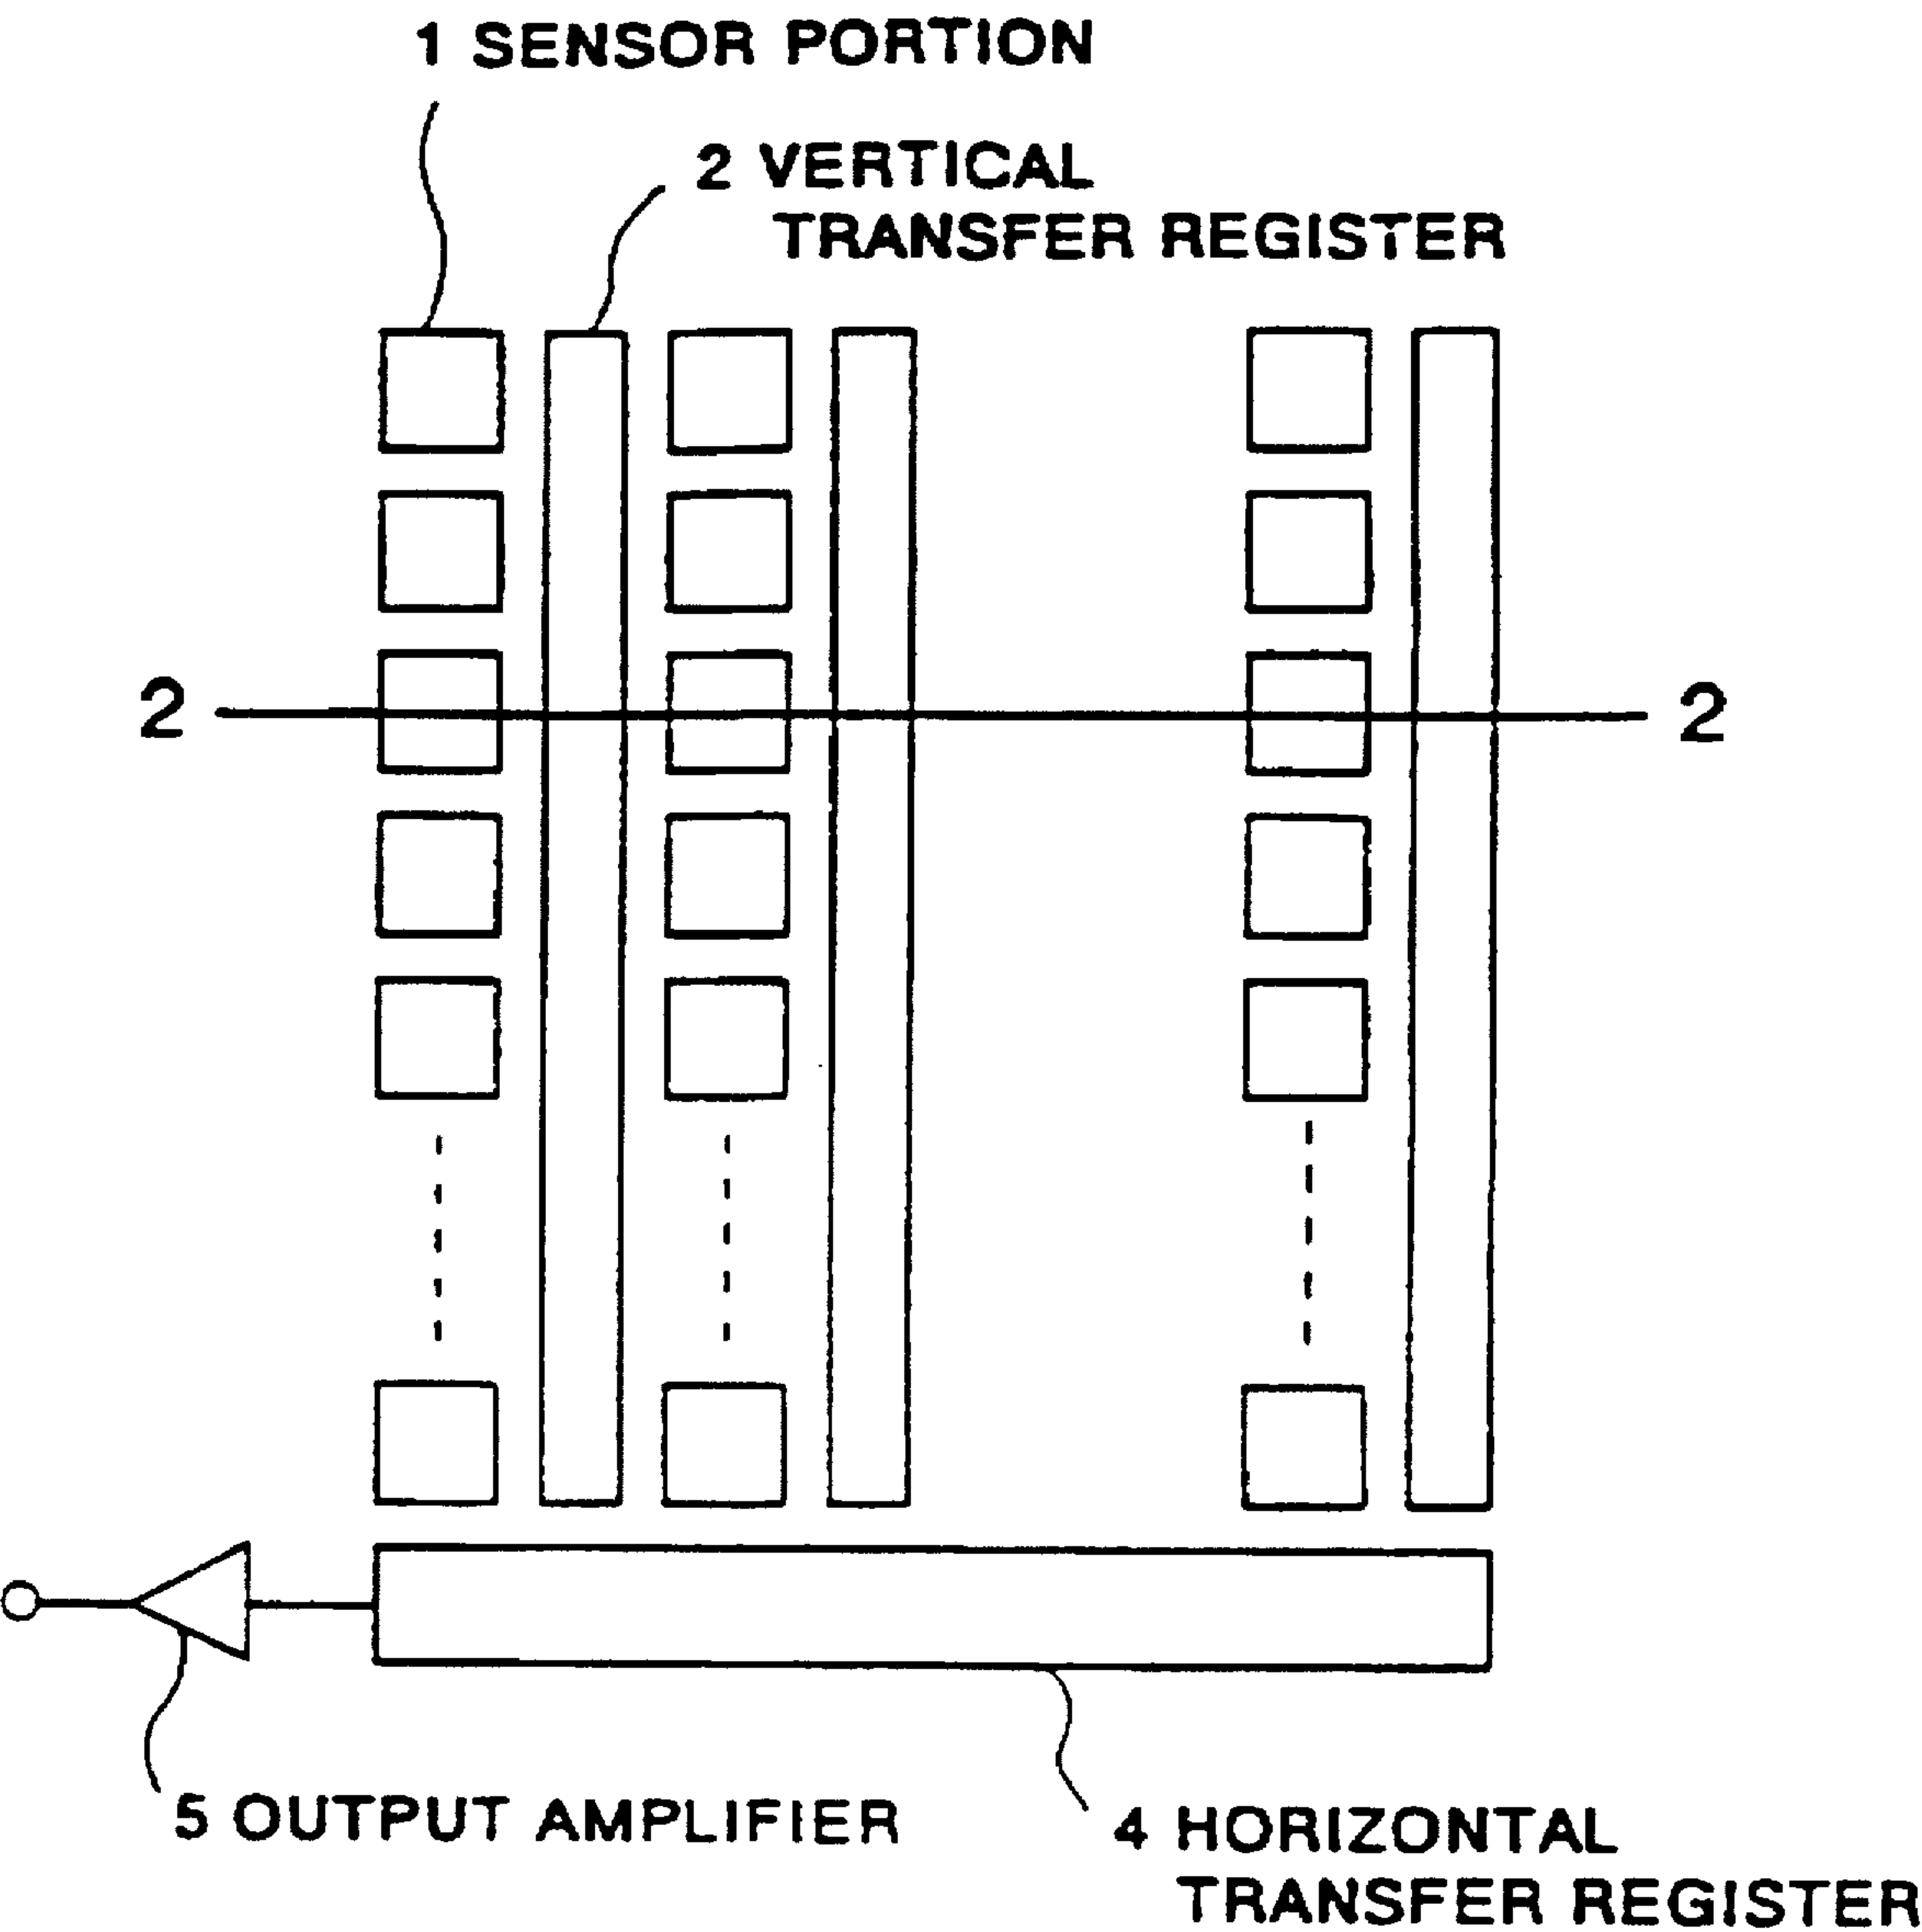 1 SENSOR PORTION
2 VERTICAL
TRANSFER REGISTER
2
2
5 OUTPUT AMPLIFIER
4 HORIZONTAL
TRANSFER REGISTER